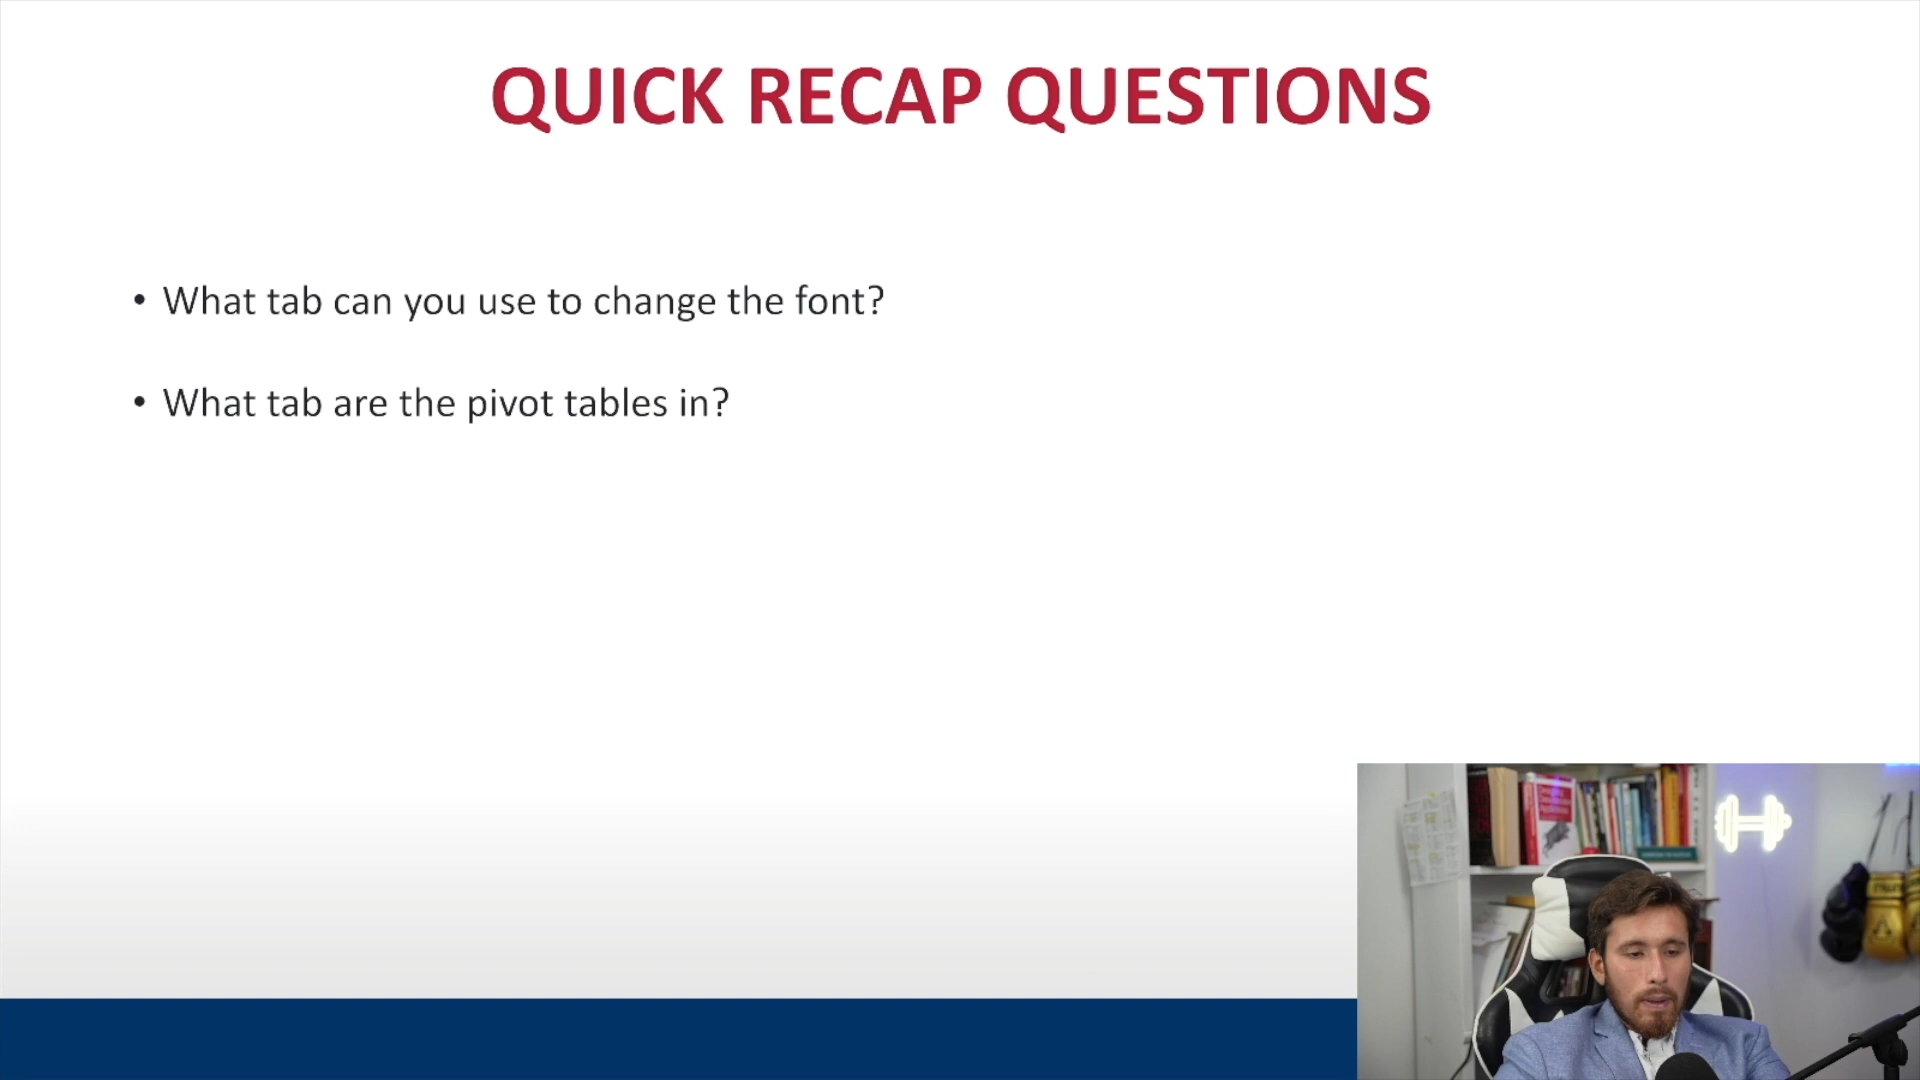 QUICK RECAP QUESTIONS
• What tab can you use to change the font?
• What tab are the pivot tables in?